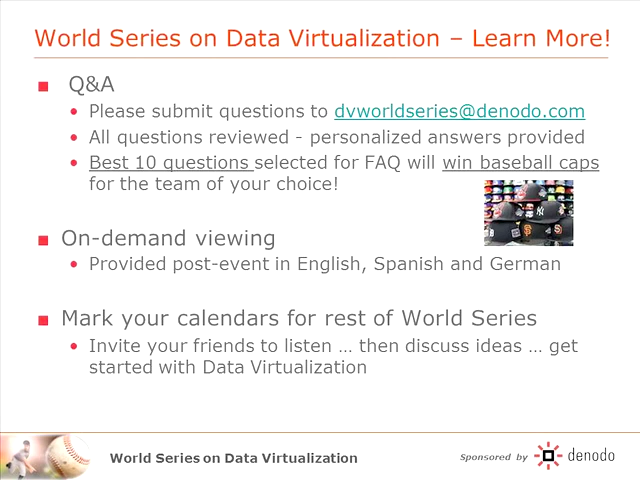 World Series on Data Virtualization – Learn More!
Q&A
Please submit questions to dvworldseries@denodo.com
All questions reviewed - personalized answers provided
Best 10 questions selected for FAQ will win baseball caps
for the team of your choice!
On-demand viewing
Provided post-event in English, Spanish and German
Mark your calendars for rest of World Series
Invite your friends to listen … then discuss ideas … get
started with Data Virtualization
World Series on Data Virtualization
Sponsored by denodo